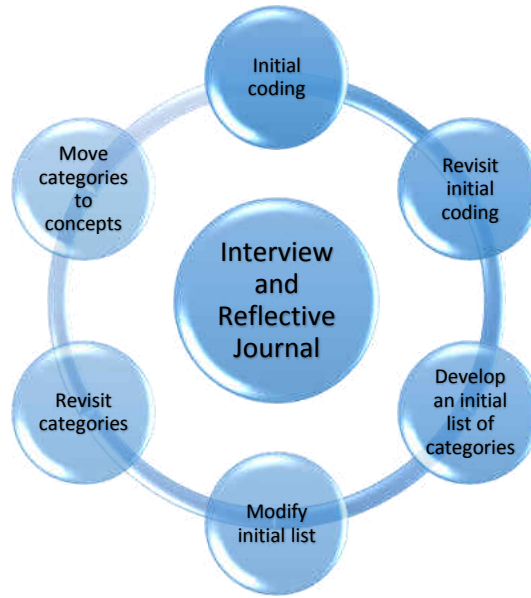 Initial
coding
Revisit
initial
coding
Develop
an initial
list of
categories
Modify
initial list
Revisit
categories
Move
categories
to
concepts
Interview
and
Reflective
Journal